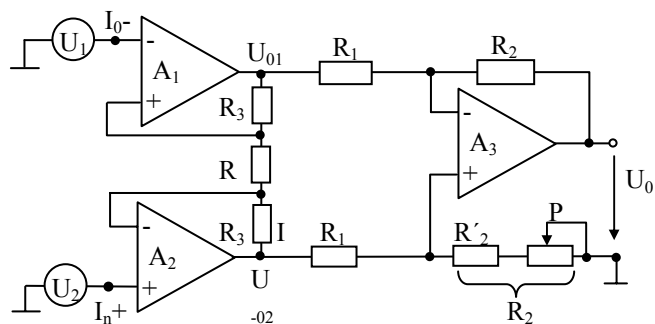 I₀-
U₁
-
A₁
+
U₀₁
R₁
R₂
R₃
-
A₃
+
R
U₀
-
A₂
+
R₃
I
R₁
R´₂
P
U₂
Iₙ+
U
-02
R₂